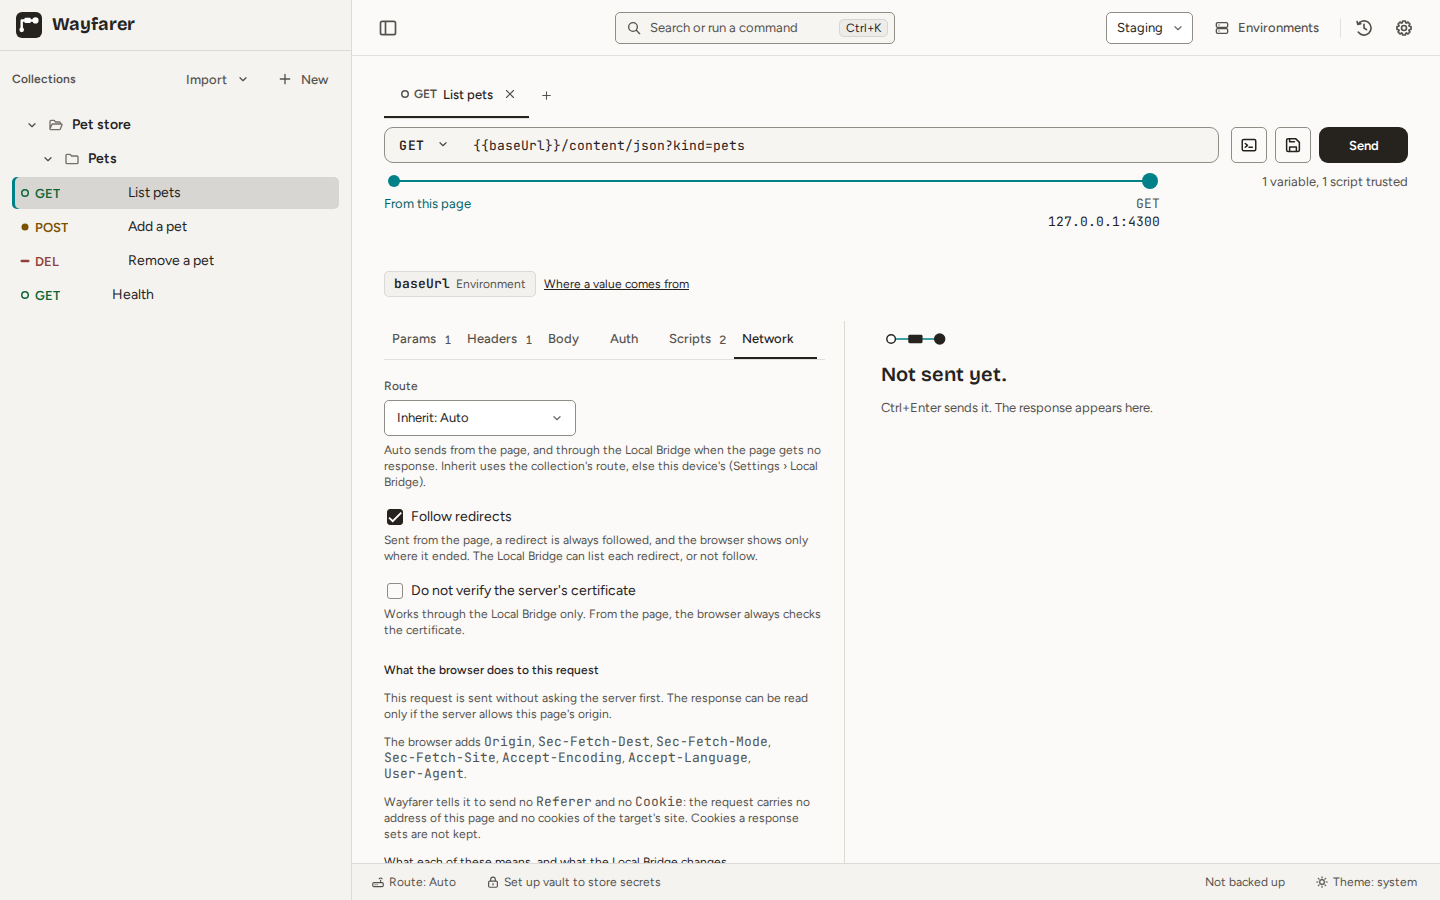 Wayfarer
Search or run a command Ctrl+K
Staging
Environments
Collections
Import
New
Pet store
Pets
GET List pets
POST Add a pet
DEL Remove a pet
GET Health
GET List pets
GET {{baseUrl}}/content/json?kind=pets
Send
From this page
GET
127.0.0.1:4300
1 variable, 1 script trusted
baseUrl Environment
Where a value comes from
Params 1 Headers 1 Body Auth Scripts 2 Network
Route
Inherit: Auto
Auto sends from the page, and through the Local Bridge when the page gets no
response. Inherit uses the collection's route, else this device's (Settings › Local
Bridge).
Follow redirects
Sent from the page, a redirect is always followed, and the browser shows only
where it ended. The Local Bridge can list each redirect, or not follow.
Do not verify the server's certificate
Works through the Local Bridge only. From the page, the browser always checks
the certificate.
What the browser does to this request
This request is sent without asking the server first. The response can be read
only if the server allows this page's origin.
The browser adds Origin, Sec-Fetch-Dest, Sec-Fetch-Mode,
Sec-Fetch-Site, Accept-Encoding, Accept-Language,
User-Agent.
Wayfarer tells it to send no Referer and no Cookie: the request carries no
address of this page and no cookies of the target's site. Cookies a response
sets are not kept.
What each of these means, and what the Local Bridge changes
Not sent yet.
Ctrl+Enter sends it. The response appears here.
Route: Auto
Set up vault to store secrets
Not backed up
Theme: system